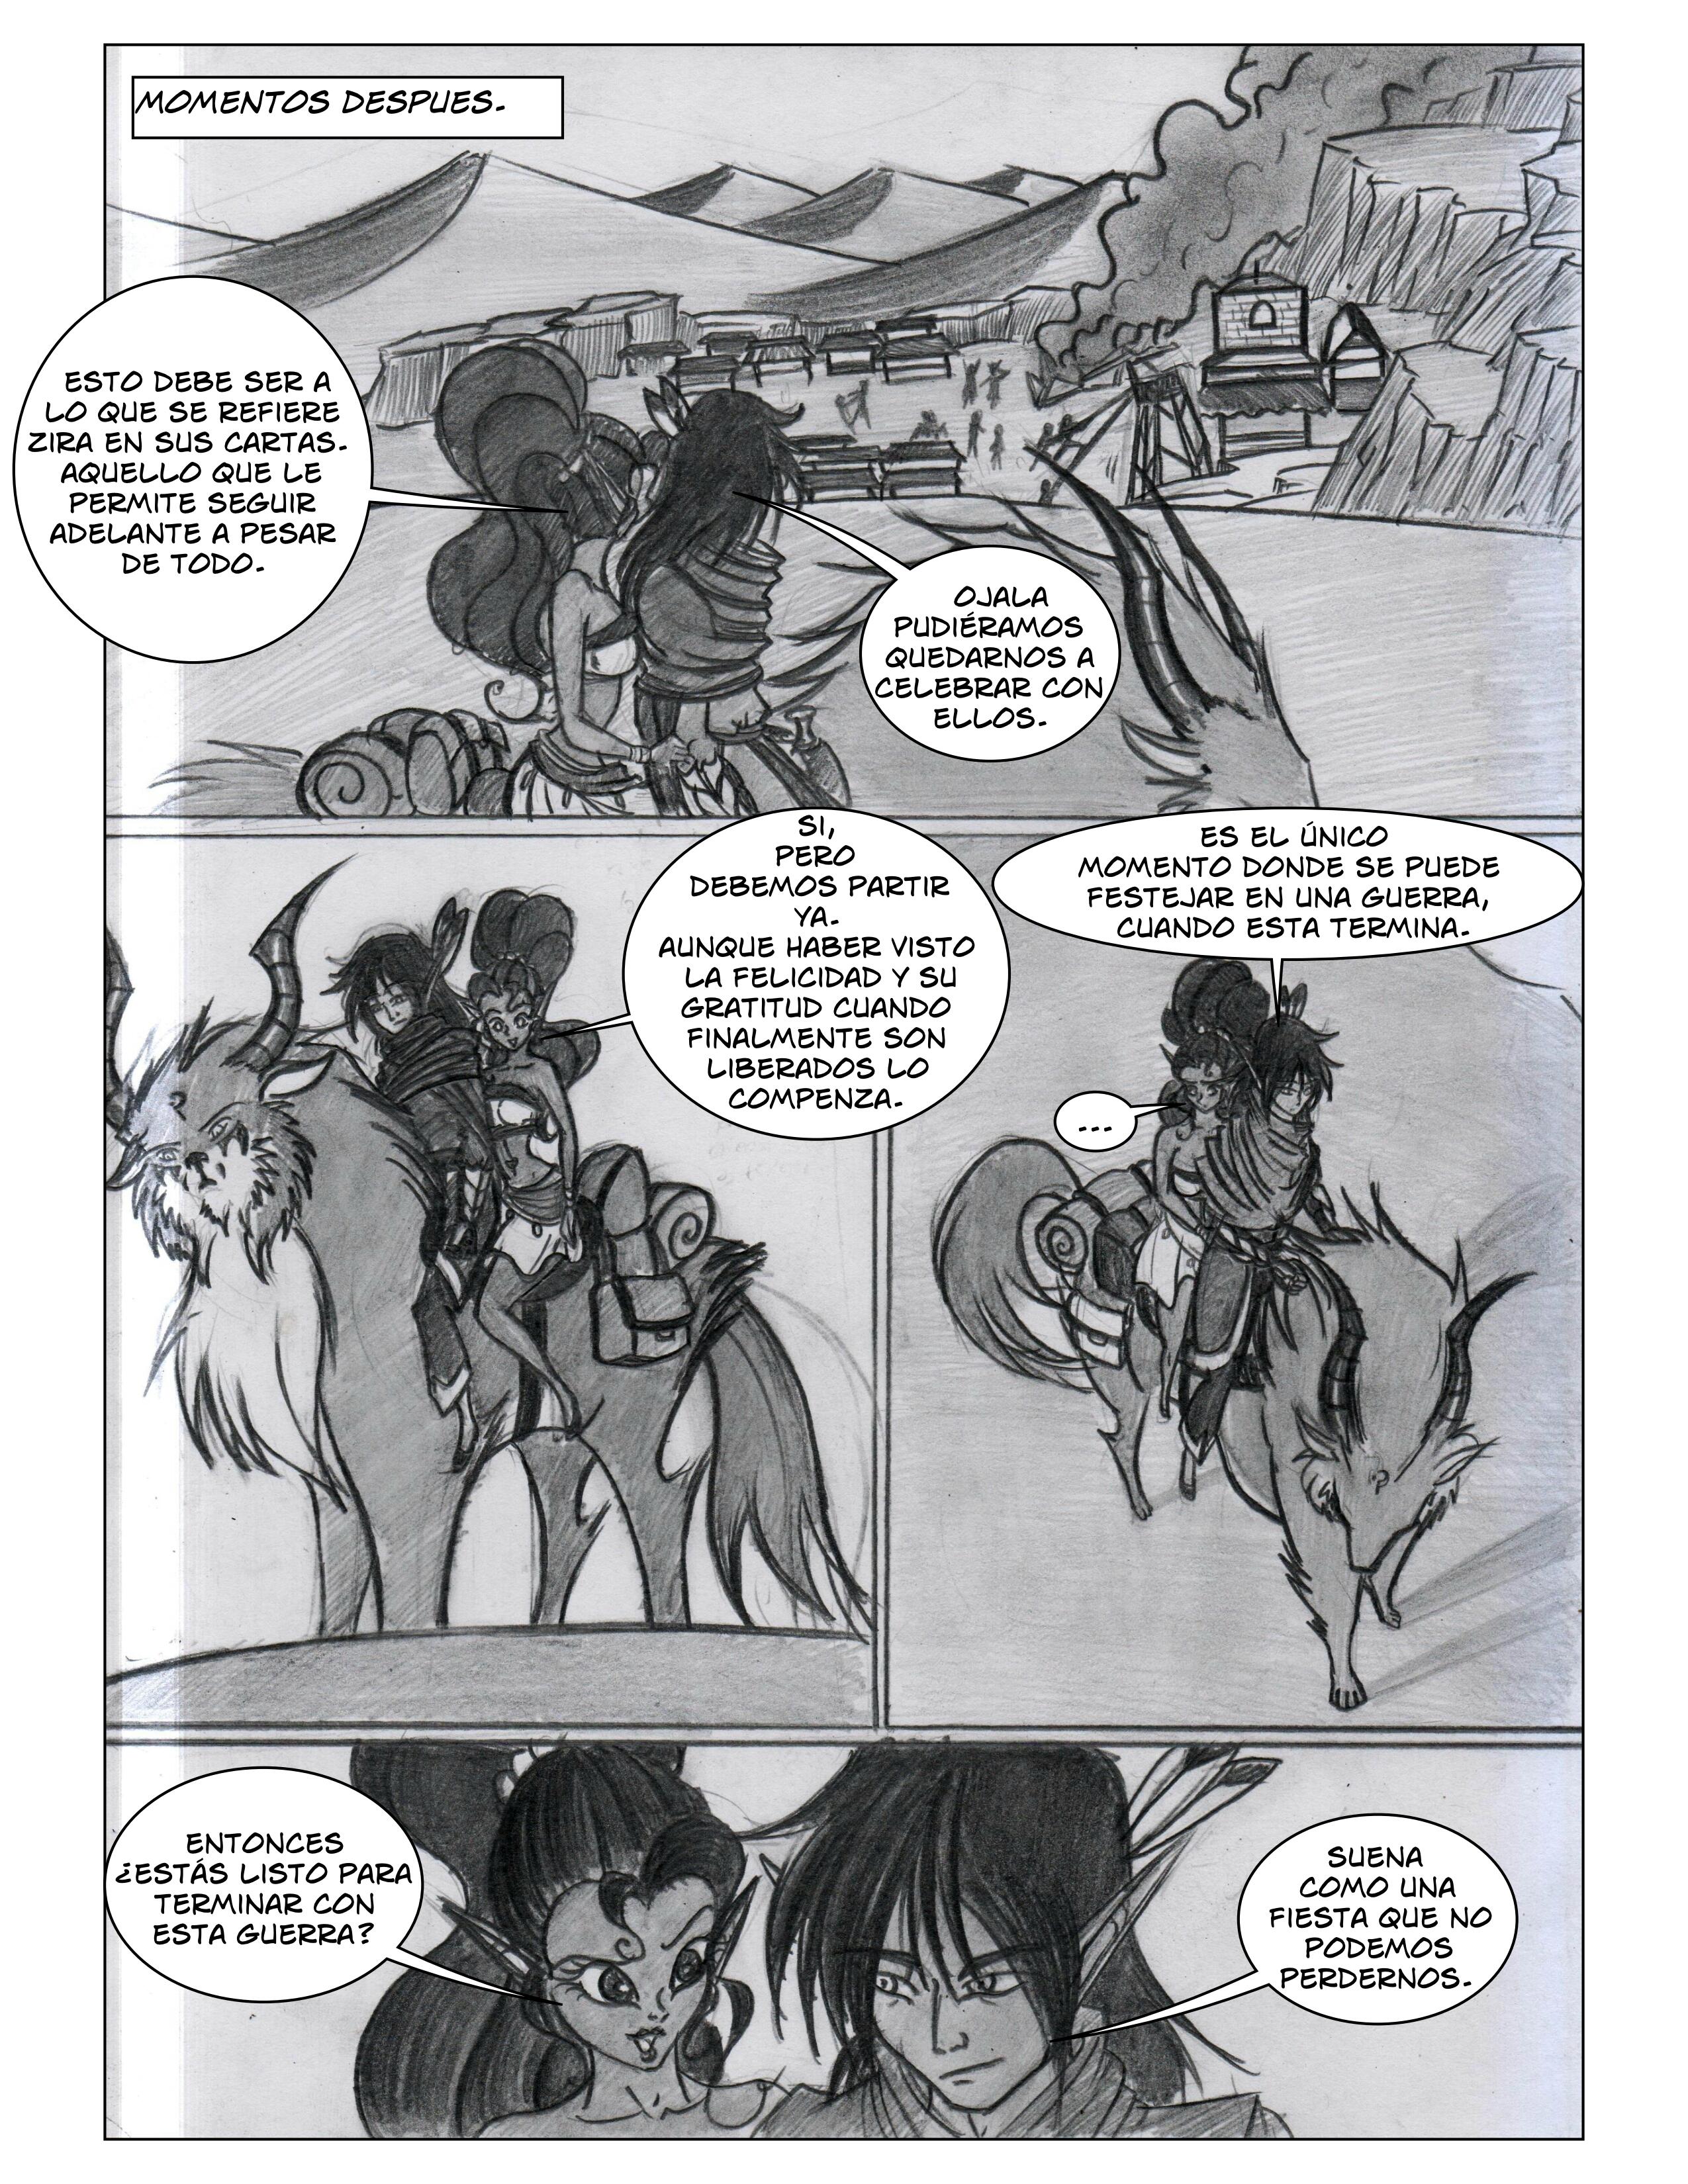 MOMENTOS DESPUES.
ESTO DEBE SER A
LO QUE SE REFIERE
ZIRA EN SUS CARTAS.
AQUELLO QUE LE
PERMITE SEGUIR
ADELANTE A PESAR
DE TODO.
OJALA
PUDIÉRAMOS
QUEDARNOS A
CELEBRAR CON
ELLOS.
SI,
PERO
DEBEMOS PARTIR
YA.
AUNQUE HABER VISTO
LA FELICIDAD Y SU
GRATITUD CUANDO
FINALMENTE SON
LIBERADOS LO
COMPENZA.
ES EL ÚNICO
MOMENTO DONDE SE PUEDE
FESTEJAR EN UNA GUERRA,
CUANDO ESTA TERMINA.
...
ENTONCES
¿ESTÁS LISTO PARA
TERMINAR CON
ESTA GUERRA?
SUENA
COMO UNA
FIESTA QUE NO
PODEMOS
PERDERNOS.